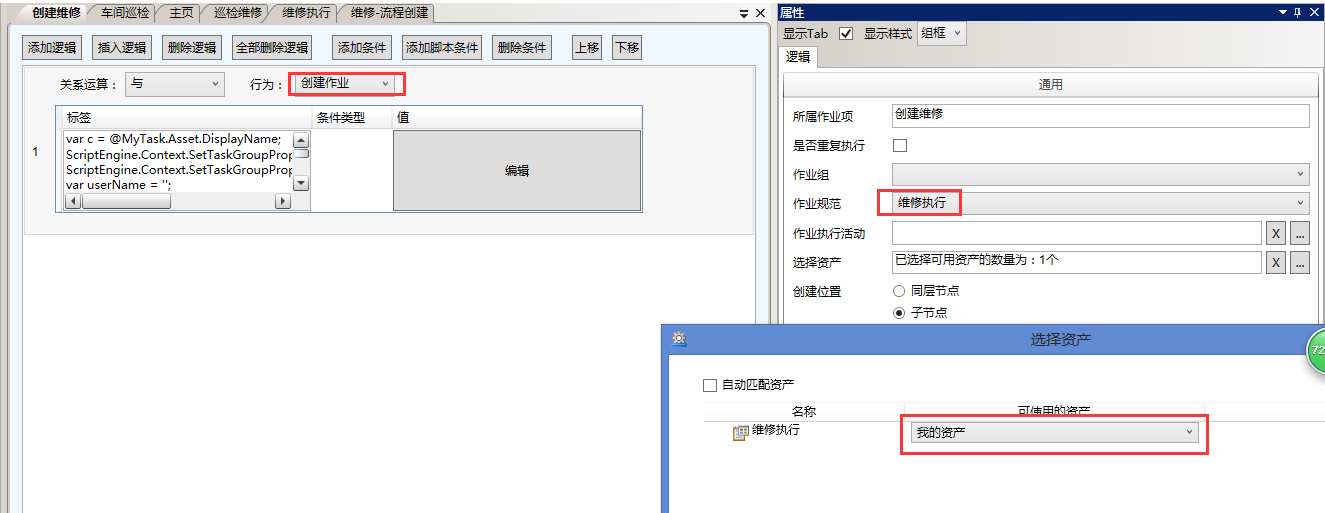 创建维修 车间巡检 主页 巡检维修 维修执行 维修-流程创建
添加逻辑 插入逻辑 删除逻辑 全部删除逻辑 添加条件 添加脚本条件 删除条件 上移 下移
关系运算： 与 行为： 创建作业
标签 条件类型 值
1
var c = @MyTask.Asset.DisplayName;
ScriptEngine.Context.SetTaskGroupProp
ScriptEngine.Context.SetTaskGroupProp
var userName = '';
编辑
属性
显示Tab 显示样式 组框
逻辑
通用
所属作业项 创建维修
是否重复执行
作业组
作业规范 维修执行
作业执行活动 X ...
选择资产 已选择可用资产的数量为：1个 X ...
创建位置 同层节点
子节点
选择资产
72
自动匹配资产
名称 可使用的资产
维修执行 我的资产